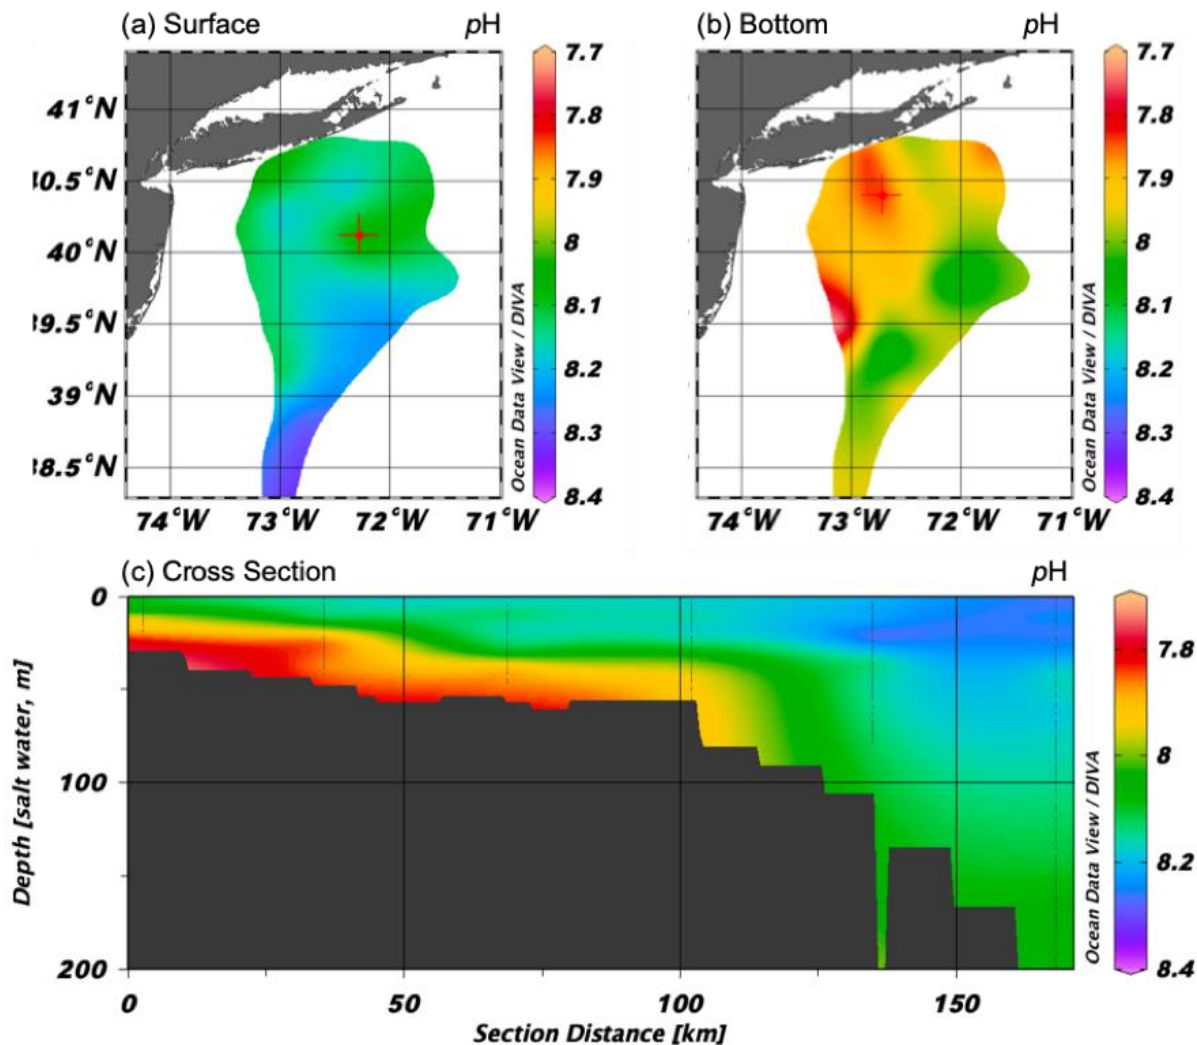 (a) Surface pH
7.7
7.8
7.9
8
8.1
8.2
8.3
8.4
41°N
40.5°N
40°N
39.5°N
39°N
38.5°N
74°W 73°W 72°W 71°W
Ocean Data View / DIVA
(b) Bottom pH
7.7
7.8
7.9
8
8.1
8.2
8.3
8.4
74°W 73°W 72°W 71°W
Ocean Data View / DIVA
(c) Cross Section pH
0
100
200
Depth [salt water, m]
0 50 100 150
Section Distance [km]
7.8
8
8.2
8.4
Ocean Data View / DIVA